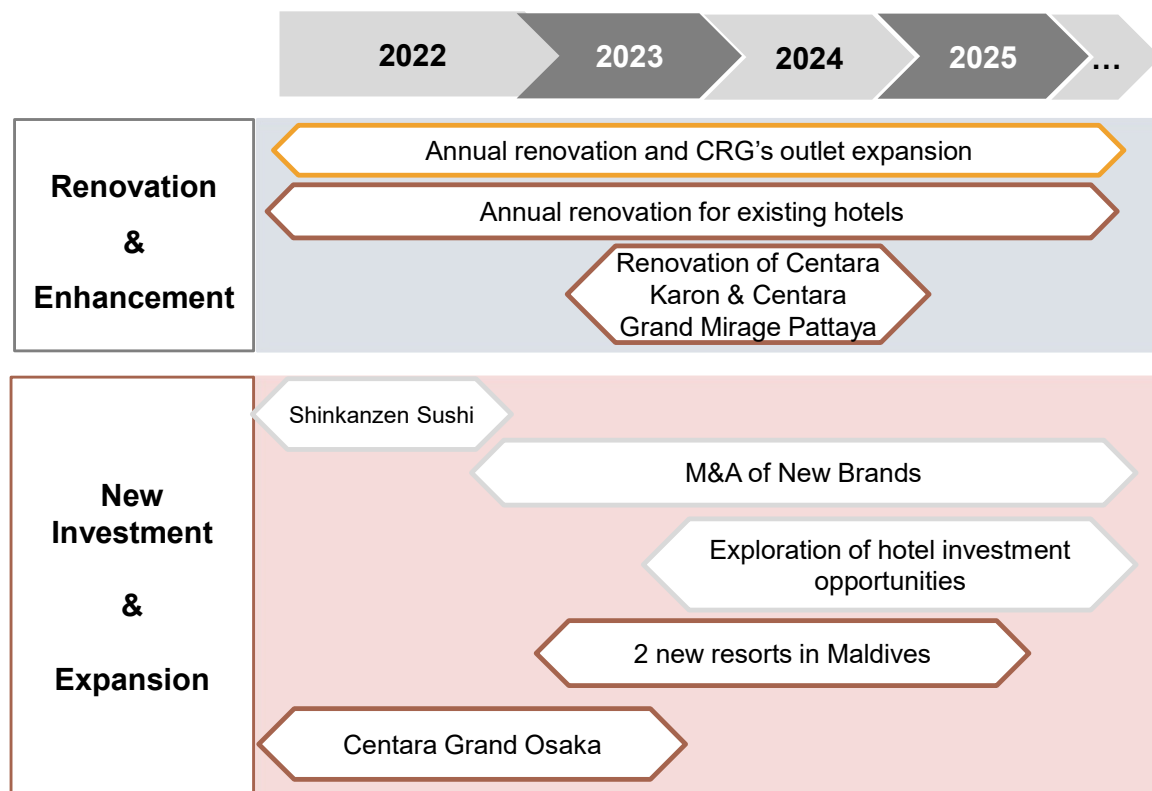 2022
2023
2024
2025
...
Renovation
&
Enhancement
Annual renovation and CRG’s outlet expansion
Annual renovation for existing hotels
Renovation of Centara
Karon & Centara
Grand Mirage Pattaya
New
Investment
&
Expansion
Shinkanzen Sushi
M&A of New Brands
Exploration of hotel investment
opportunities
2 new resorts in Maldives
Centara Grand Osaka